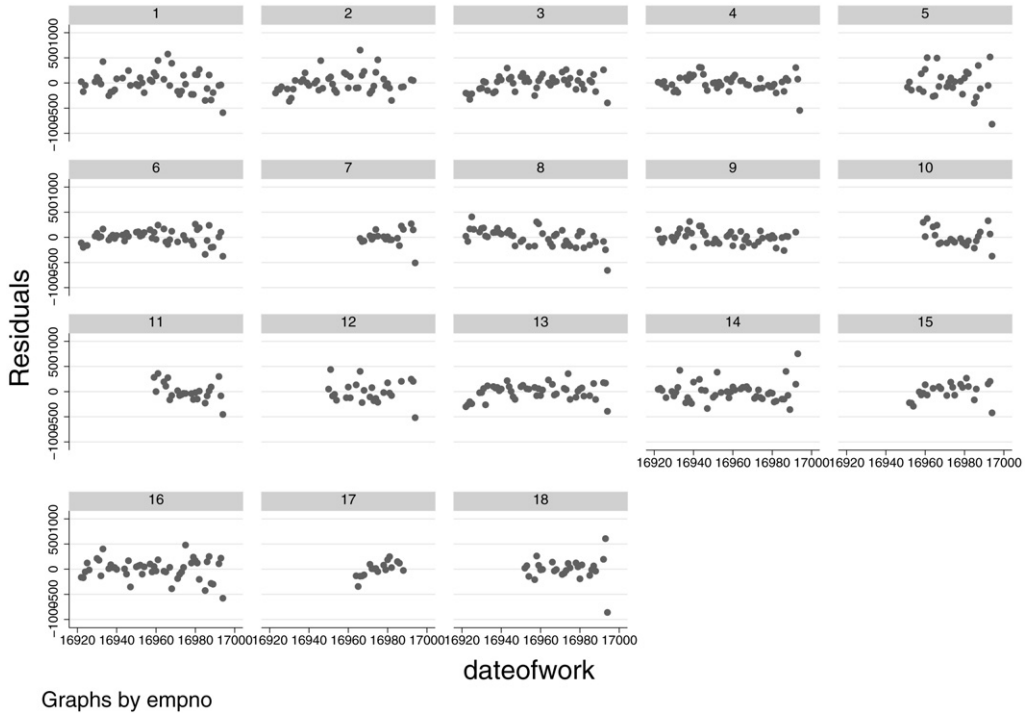 1 2 3 4 5
−1000 −500 0 500 1000
6 7 8 9 10
−1000 −500 0 500 1000
11 12 13 14 15
−1000 −500 0 500 1000
16920 16940 16960 16980 17000 16920 16940 16960 16980 17000
16 17 18
−1000 −500 0 500 1000
16920 16940 16960 16980 17000 16920 16940 16960 16980 17000 16920 16940 16960 16980 17000
Residuals
dateofwork
Graphs by empno